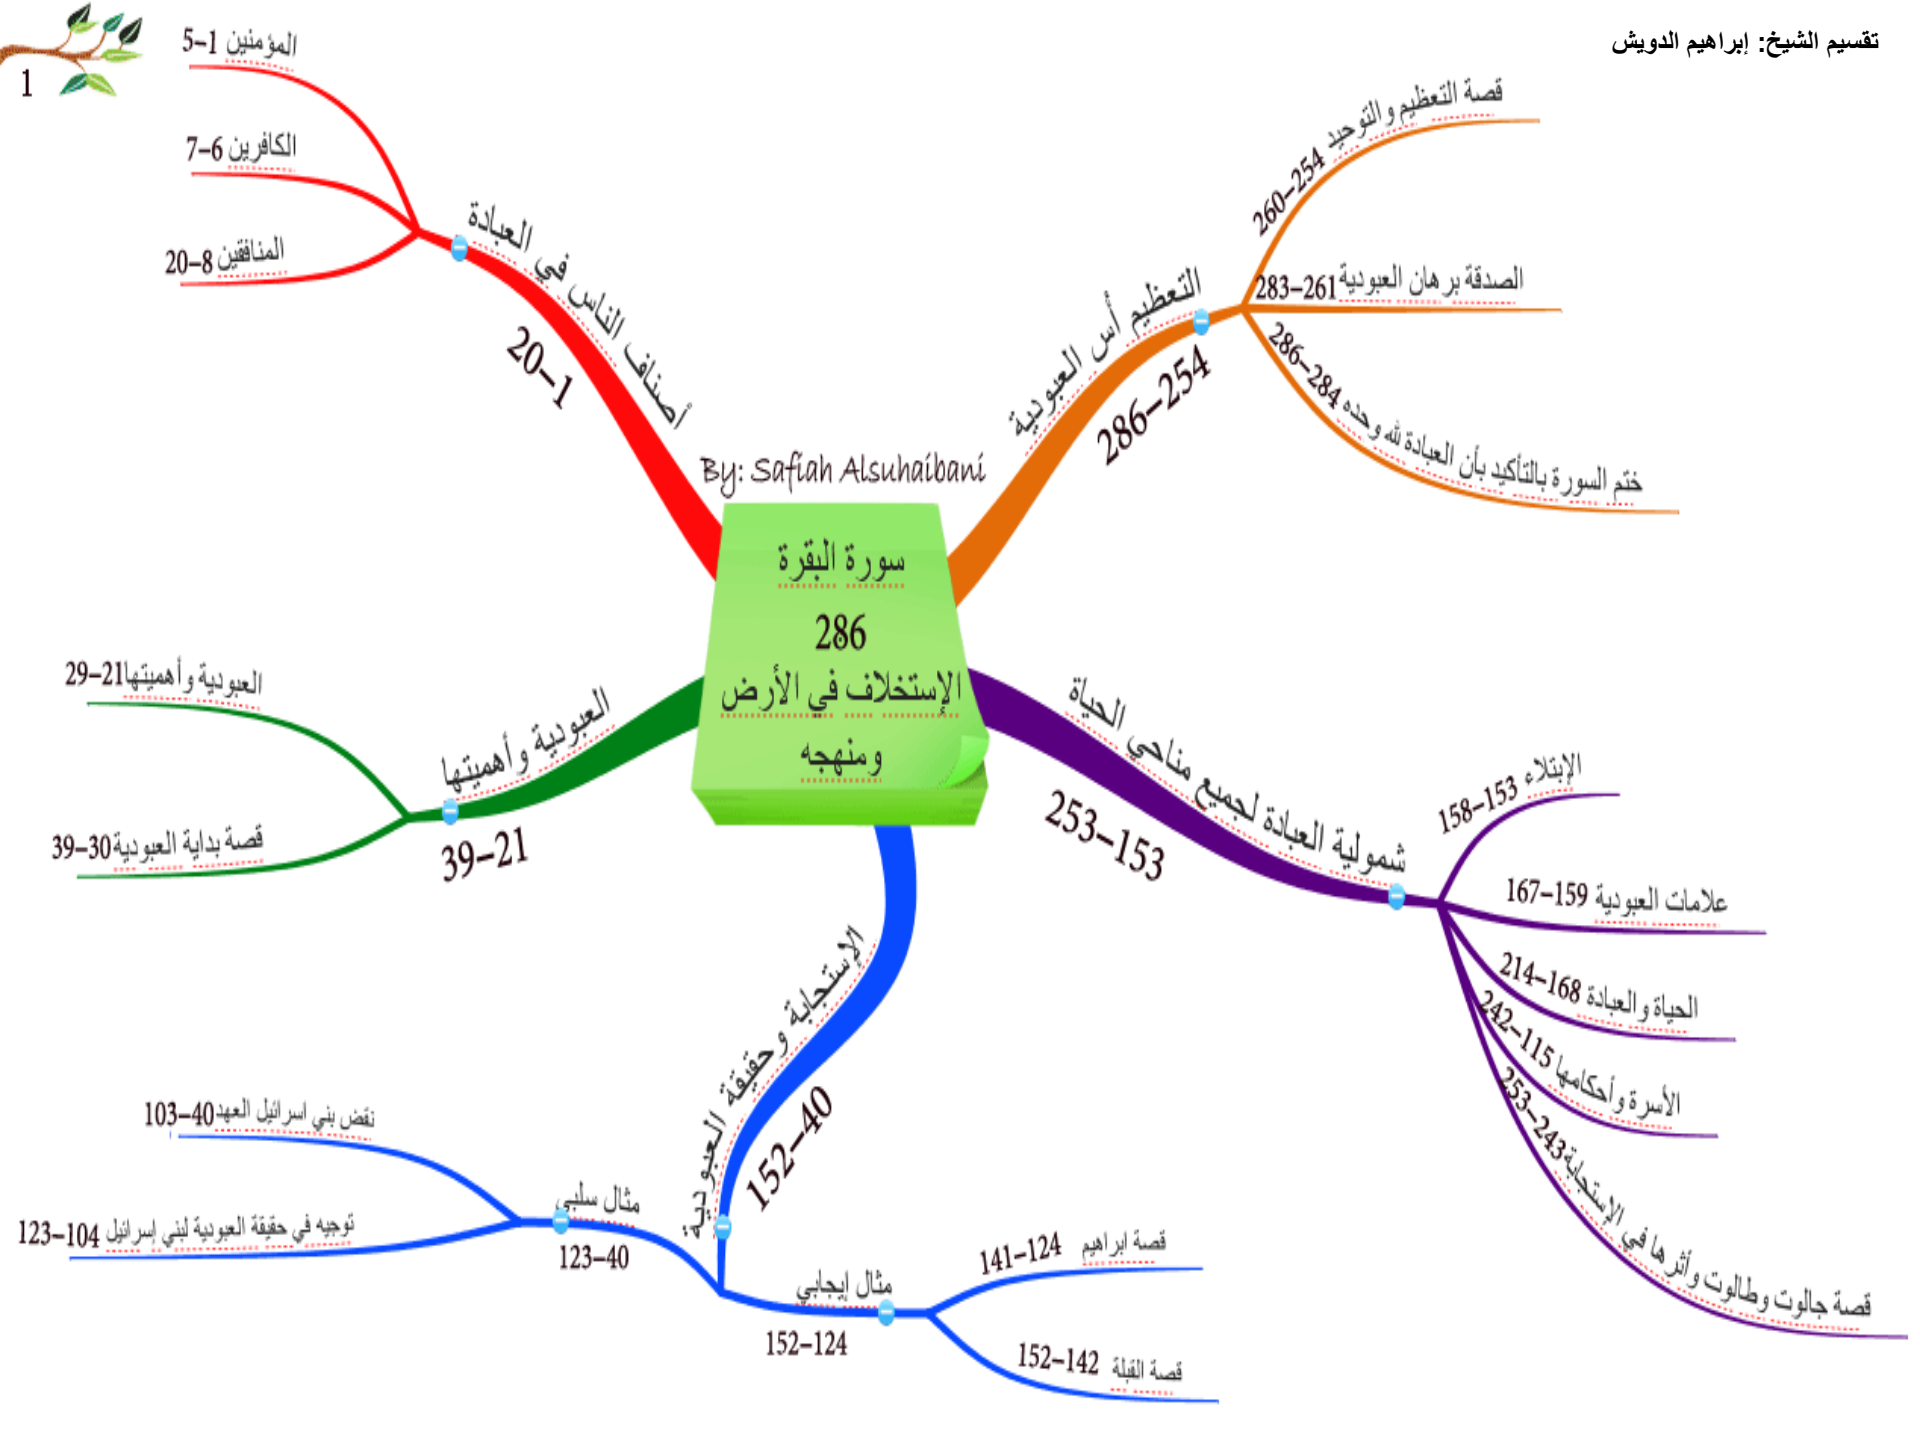 تقسيم الشيخ: إبراهيم الدويش
1
By: Safiah Alsuhaibani
سورة البقرة
286
الإستخلاف في الأرض
ومنهجه
أصناف الناس في العبادة
20–1
المؤمنين 1–5
الكافرين 6–7
المنافقين 8–20
العبودية وأهميتها
39–21
العبودية وأهميتها21–29
قصة بداية العبودية30–39
الإستجابة وحقيقة العبودية
152–40
مثال سلبي
123–40
نقض بني اسرائيل العهد40–103
توجيه في حقيقة العبودية لبني إسرائيل 104–123
مثال إيجابي
152–124
قصة ابراهيم 124–141
قصة القبلة 142–152
شمولية العبادة لجميع مناحي الحياة
253–153
الإبتلاء 153–158
علامات العبودية 159–167
الحياة والعبادة 168–214
الأسرة وأحكامها 115–242
قصة جالوت وطالوت وأثرها في الإستجابة243–253
التعظيم أس العبودية
286–254
قصة التعظيم والتوحيد 254–260
الصدقة برهان العبودية261–283
ختم السورة بالتأكيد بأن العبادة لله وحده 284–286